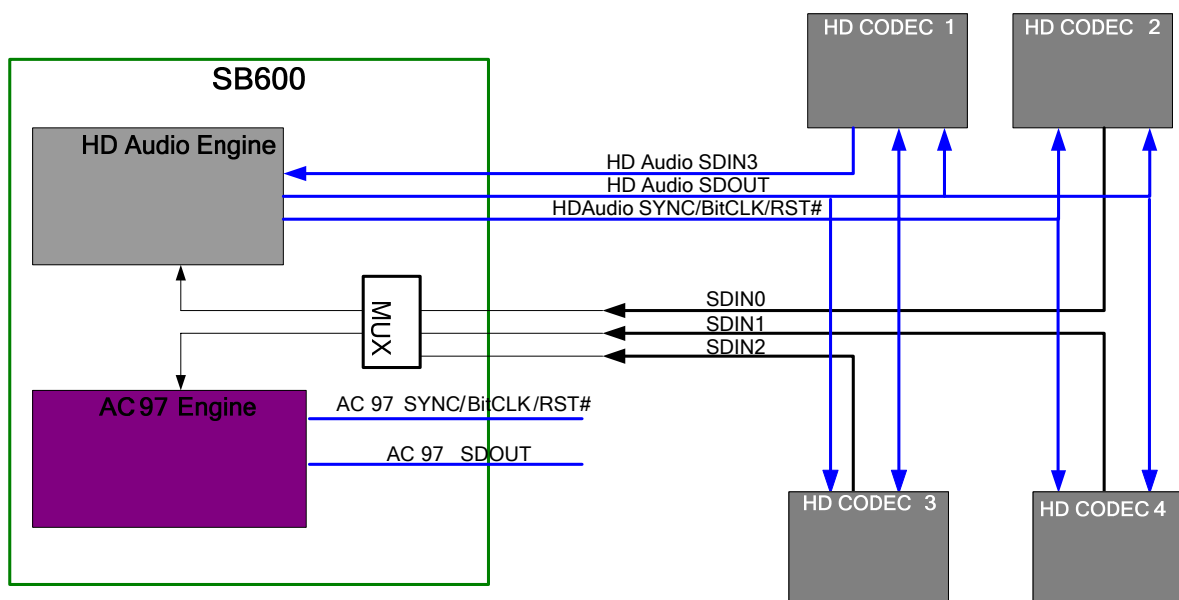 HD CODEC 1
HD CODEC 2
SB600
HD Audio Engine
HD Audio SDIN3
HD Audio SDOUT
HDAudio SYNC/BitCLK/RST#
MUX
SDIN0
SDIN1
SDIN2
AC 97 Engine
AC 97 SYNC/BitCLK/RST#
AC 97 SDOUT
HD CODEC 3
HD CODEC 4